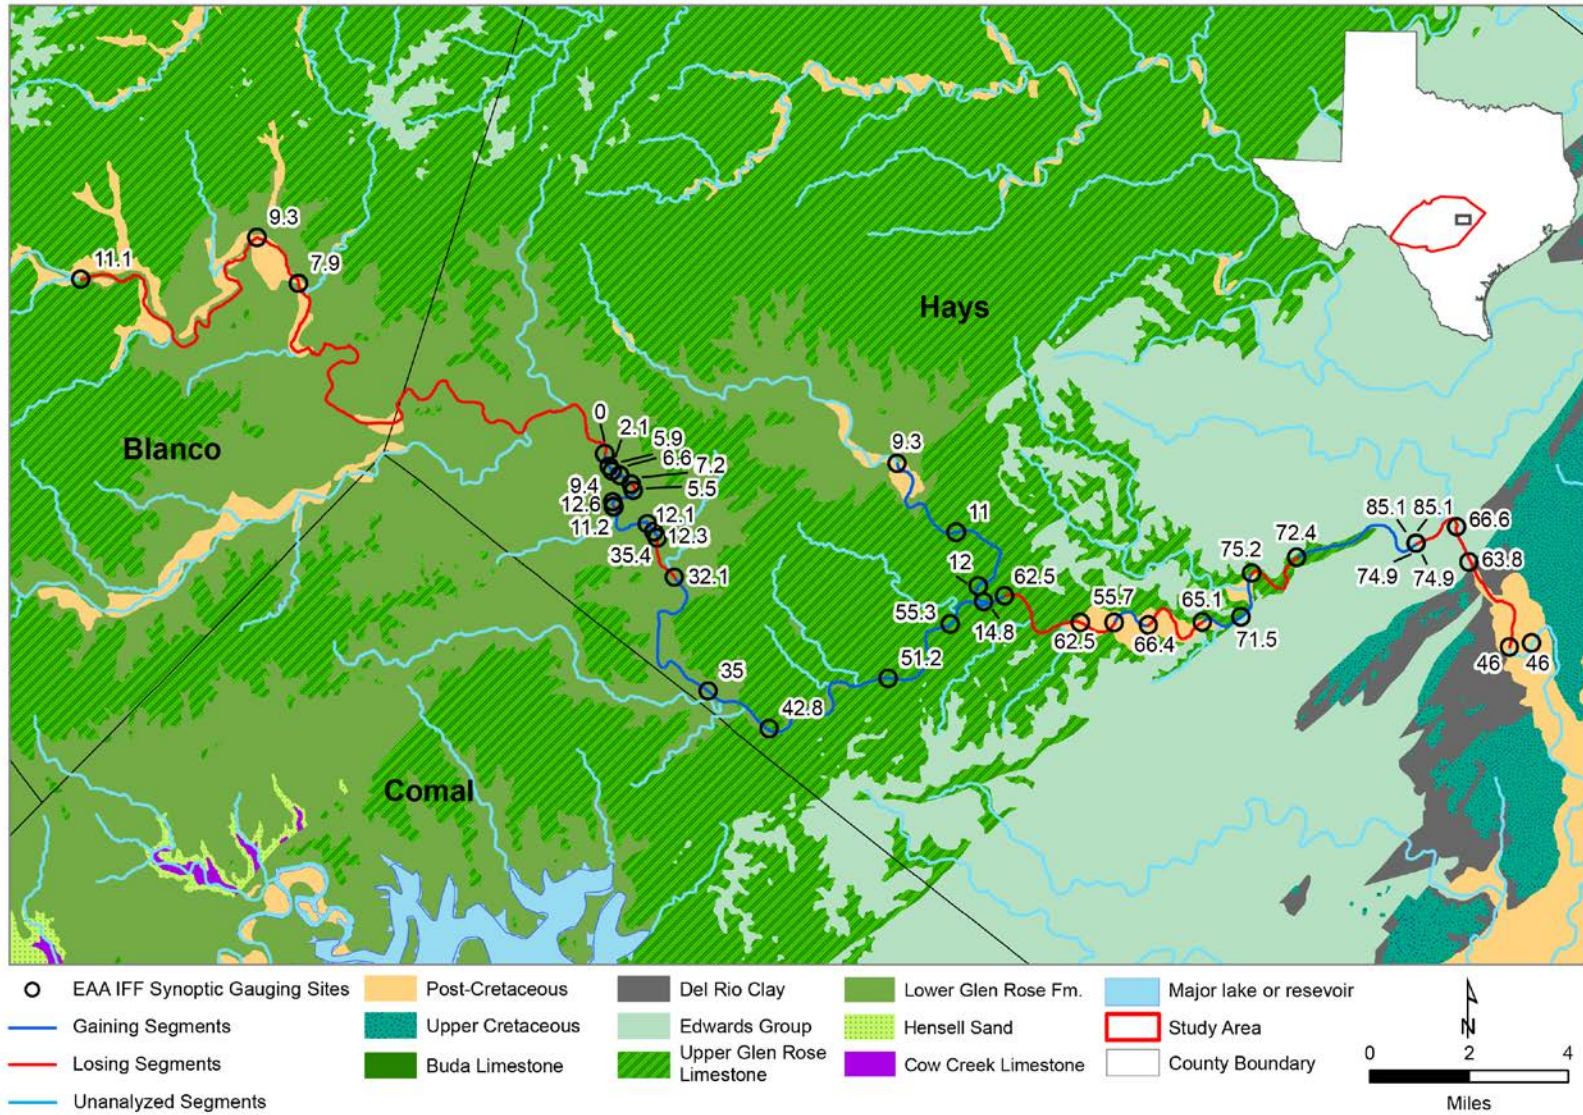 11.1
9.3
7.9
Hays
Blanco
Comal
0
2.1
5.9
6.6
7.2
5.5
9.4
12.6
11.2
12.1
12.3
35.4
32.1
35
42.8
51.2
55.3
9.3
11
12
14.8
62.5
62.5
55.7
66.4
65.1
71.5
75.2
72.4
85.1
85.1
74.9
74.9
66.6
63.8
46
46
EAA IFF Synoptic Gauging Sites
Gaining Segments
Losing Segments
Unanalyzed Segments
Post-Cretaceous
Upper Cretaceous
Buda Limestone
Del Rio Clay
Edwards Group
Upper Glen Rose
Limestone
Lower Glen Rose Fm.
Hensell Sand
Cow Creek Limestone
Major lake or resevoir
Study Area
County Boundary
N
0 2 4
Miles